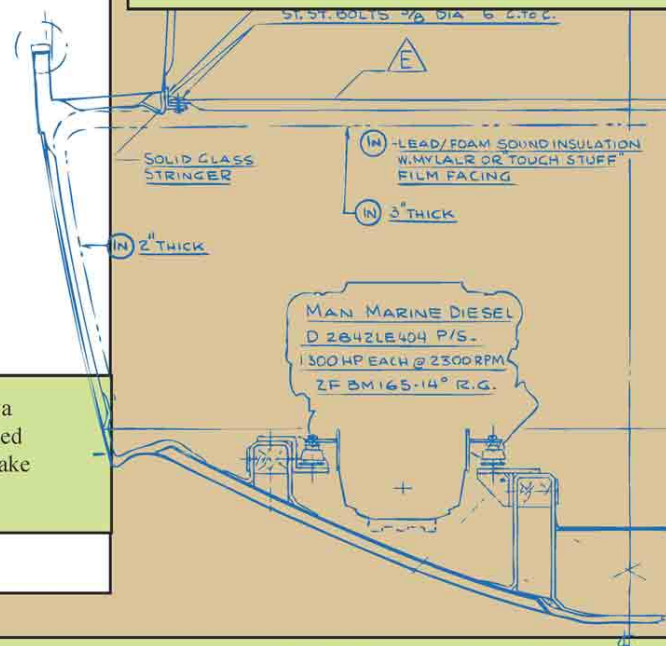 ST. ST. BOLTS 3/8 DIA 6 C.TO C.
E
IN -LEAD/FOAM SOUND INSULATION
W.MYLALR OR "TOUGH STUFF"
FILM FACING
SOLID GLASS
STRINGER
IN 3" THICK
IN 2" THICK
MAN MARINE DIESEL
D 2842LE404 P/S.
1300 HP EACH @ 2300 RPM
ZF BM165-14° R.G.
a
ed
ake